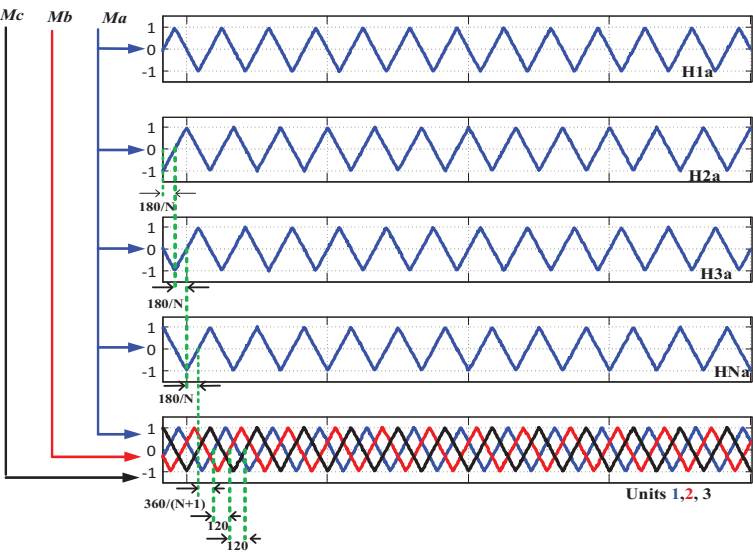 Mc Mb Ma
1
0
-1
H1a
1
0
-1
H2a
180/N
1
0
-1
H3a
180/N
1
0
-1
HNa
180/N
1
0
-1
Units 1,2, 3
360/(N+1)
120
120